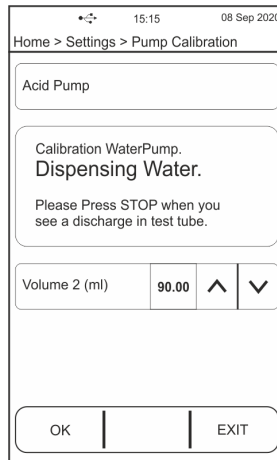 15:15 08 Sep 2020
Home > Settings > Pump Calibration
Acid Pump
Calibration WaterPump.
Dispensing Water.
Please Press STOP when you
see a discharge in test tube.
Volume 2 (ml) 90.00
OK EXIT